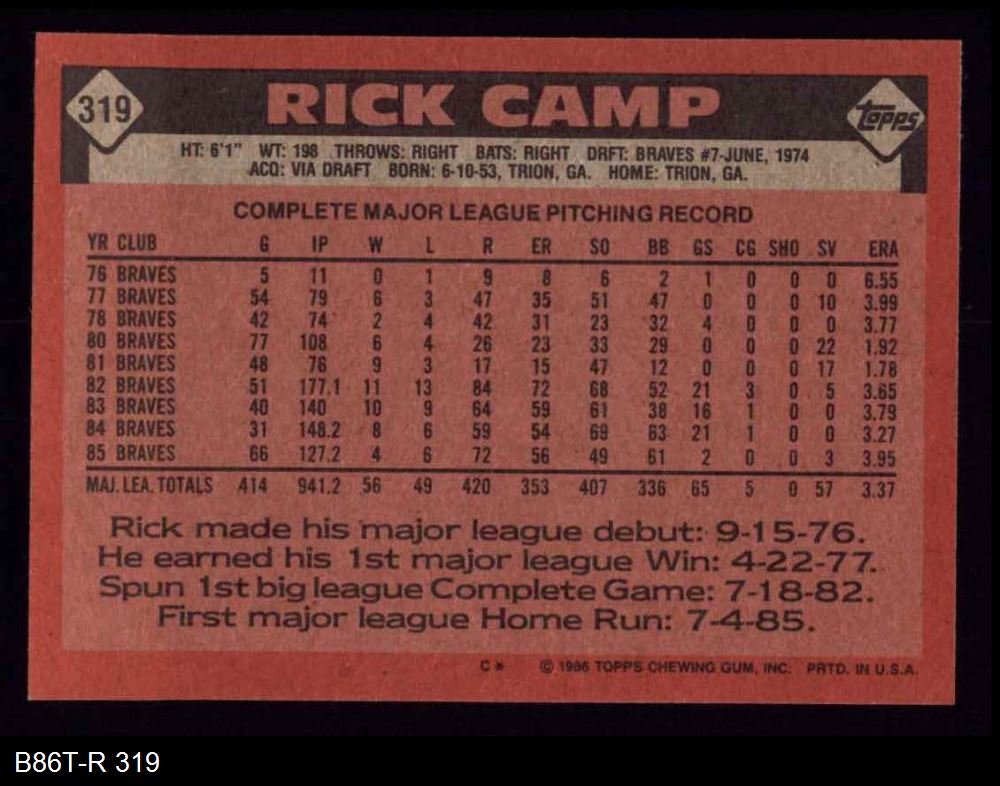 319
RICK CAMP
topps
HT: 6'1" WT: 198 THROWS: RIGHT BATS: RIGHT DRFT: BRAVES #7-JUNE, 1974
ACQ: VIA DRAFT BORN: 6-10-53, TRION, GA. HOME: TRION, GA.
COMPLETE MAJOR LEAGUE PITCHING RECORD
YR CLUB G IP W L R ER SO BB GS CG SHO SV ERA
76 BRAVES 5 11 0 1 9 8 6 2 1 0 0 0 6.55
77 BRAVES 54 79 6 3 47 35 51 47 0 0 0 10 3.99
78 BRAVES 42 74 2 4 42 31 23 32 4 0 0 0 3.77
80 BRAVES 77 108 6 4 26 23 33 29 0 0 0 22 1.92
81 BRAVES 48 76 9 3 17 15 47 12 0 0 0 17 1.78
82 BRAVES 51 177.1 11 13 84 72 68 52 21 3 0 5 3.65
83 BRAVES 40 140 10 9 64 59 61 38 16 1 0 0 3.79
84 BRAVES 31 148.2 8 6 59 54 69 63 21 1 0 0 3.27
85 BRAVES 66 127.2 4 6 72 56 49 61 2 0 0 3 3.95
MAJ. LEA. TOTALS 414 941.2 56 49 420 353 407 336 65 5 0 57 3.37
Rick made his major league debut: 9-15-76.
He earned his 1st major league Win: 4-22-77.
Spun 1st big league Complete Game: 7-18-82.
First major league Home Run: 7-4-85.
C* © 1986 TOPPS CHEWING GUM, INC. PRTD. IN U.S.A.
B86T-R 319